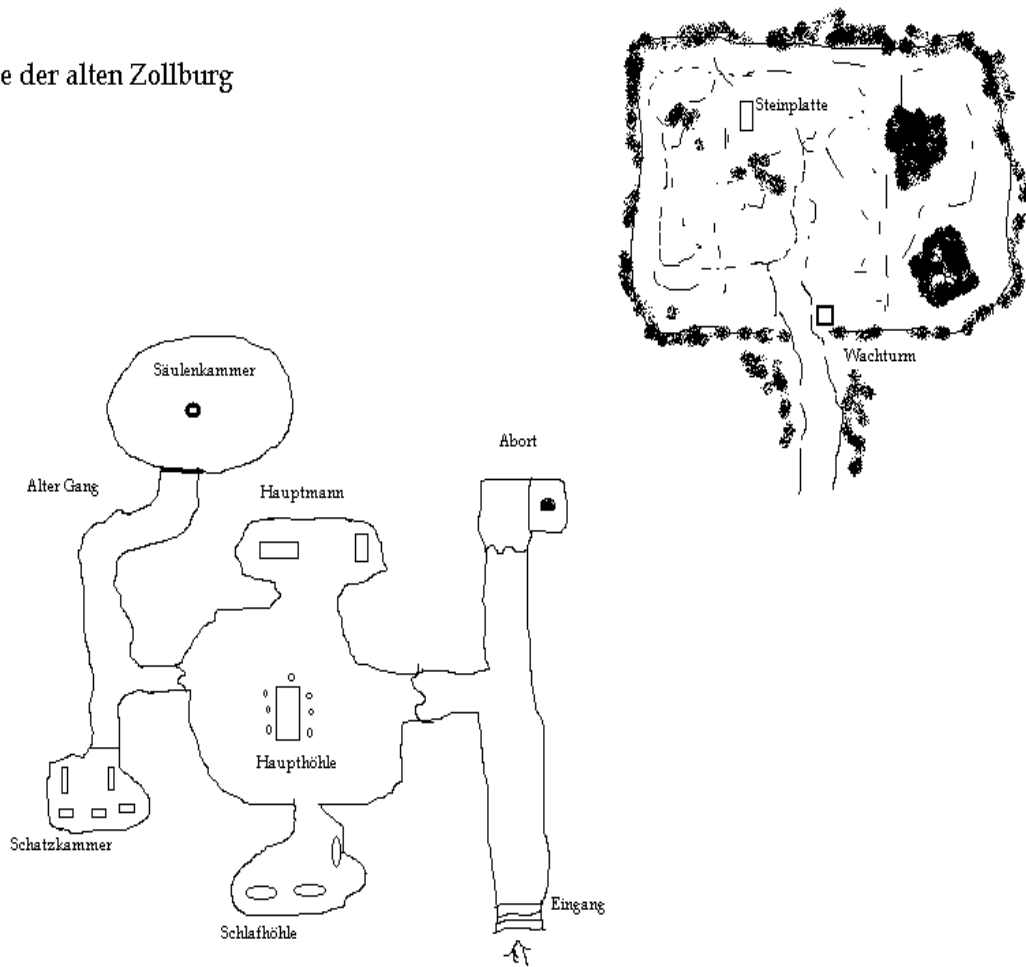 e der alten Zollburg
Steinplatte
Wachturm
Säulenkammer
Abort
Alter Gang
Hauptmann
Haupthöhle
Schatzkammer
Eingang
Schlafhöhle